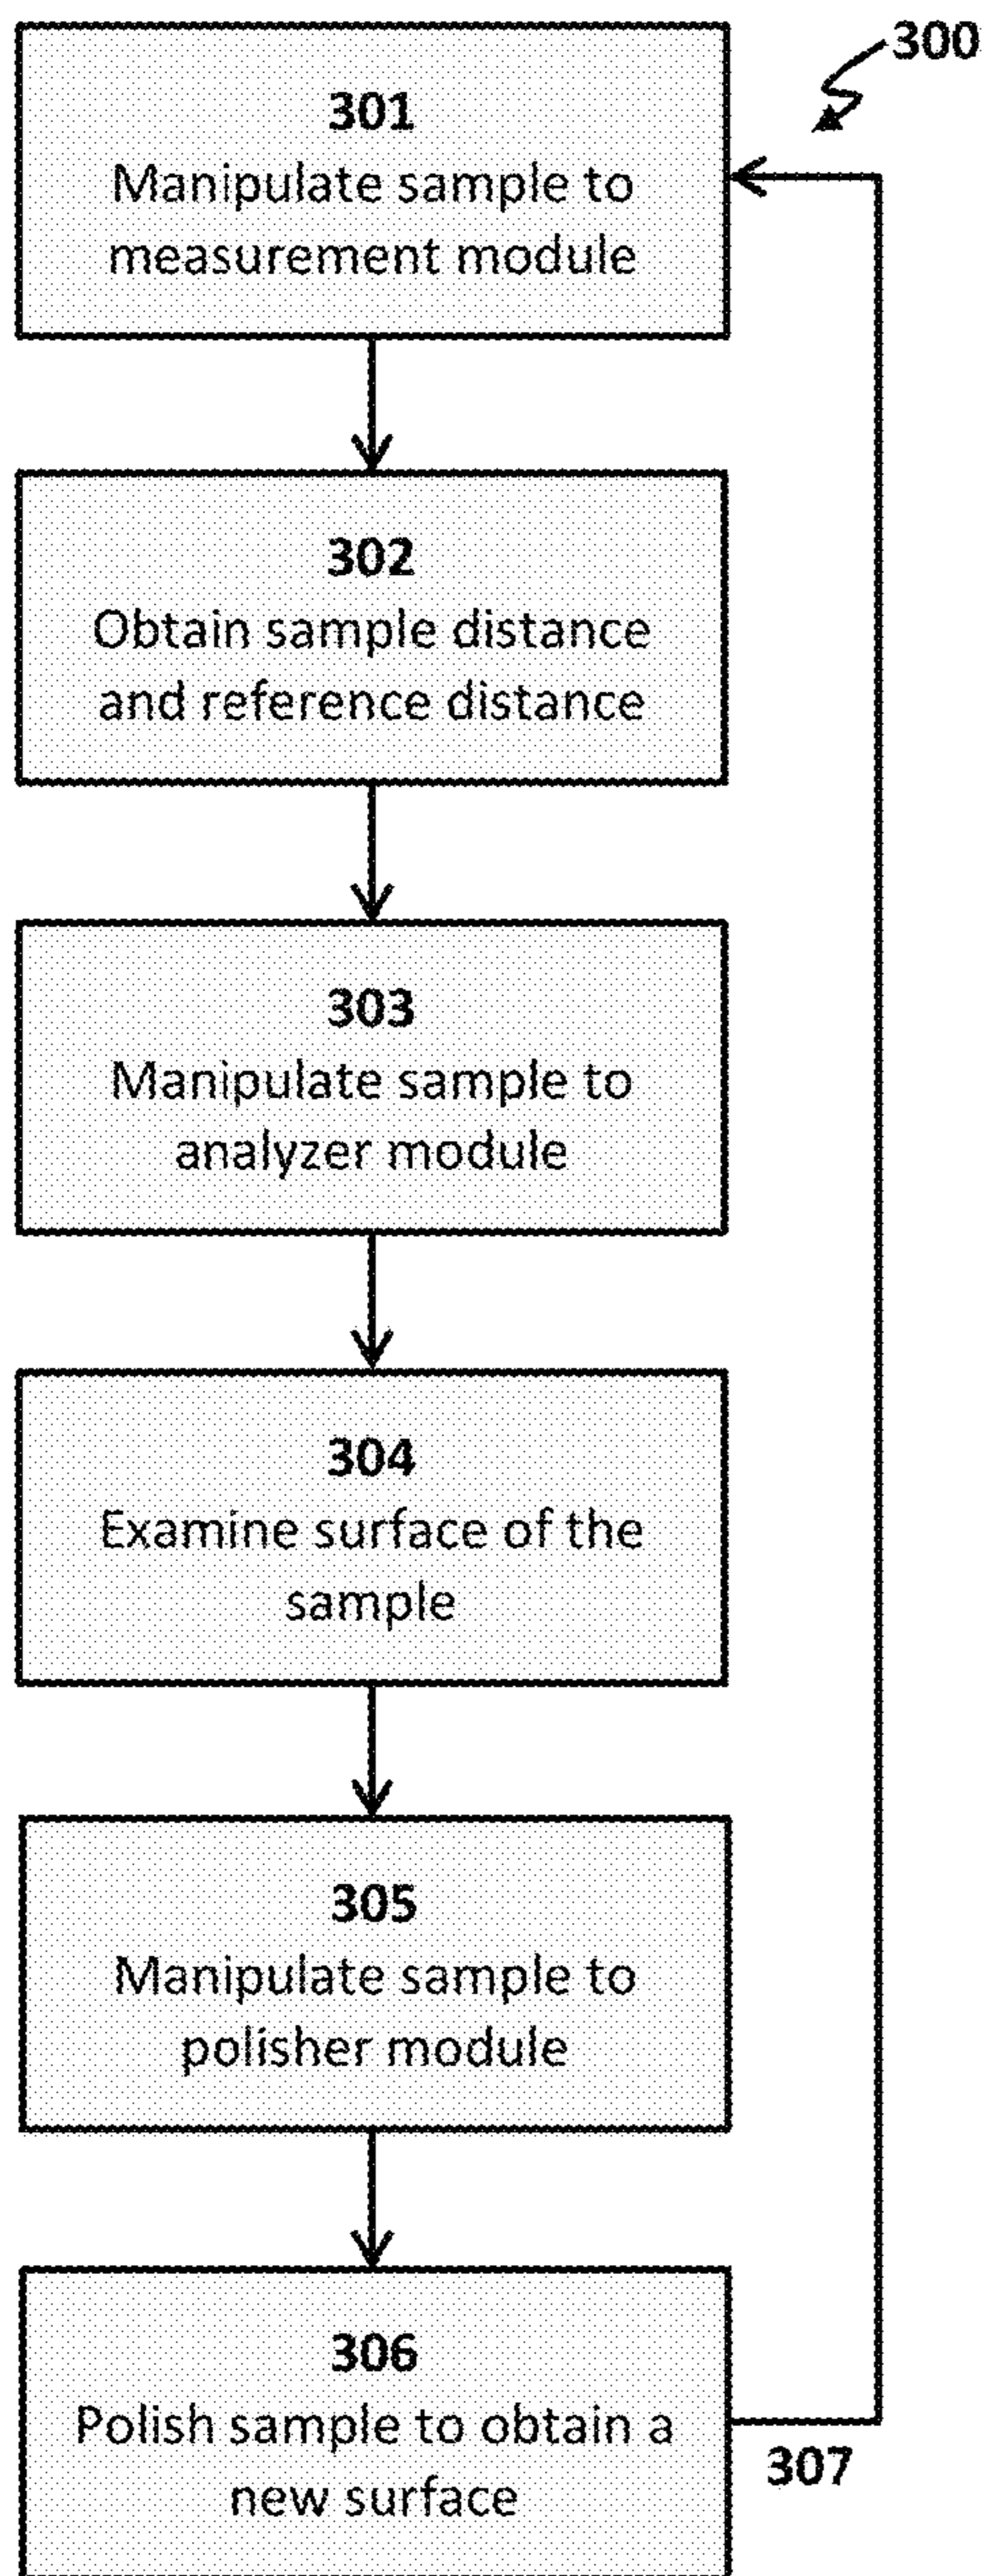 300
301
Manipulate sample to
measurement module
302
Obtain sample distance
and reference distance
303
Manipulate sample to
analyzer module
304
Examine surface of the
sample
305
Manipulate sample to
polisher module
306
Polish sample to obtain a
new surface
307